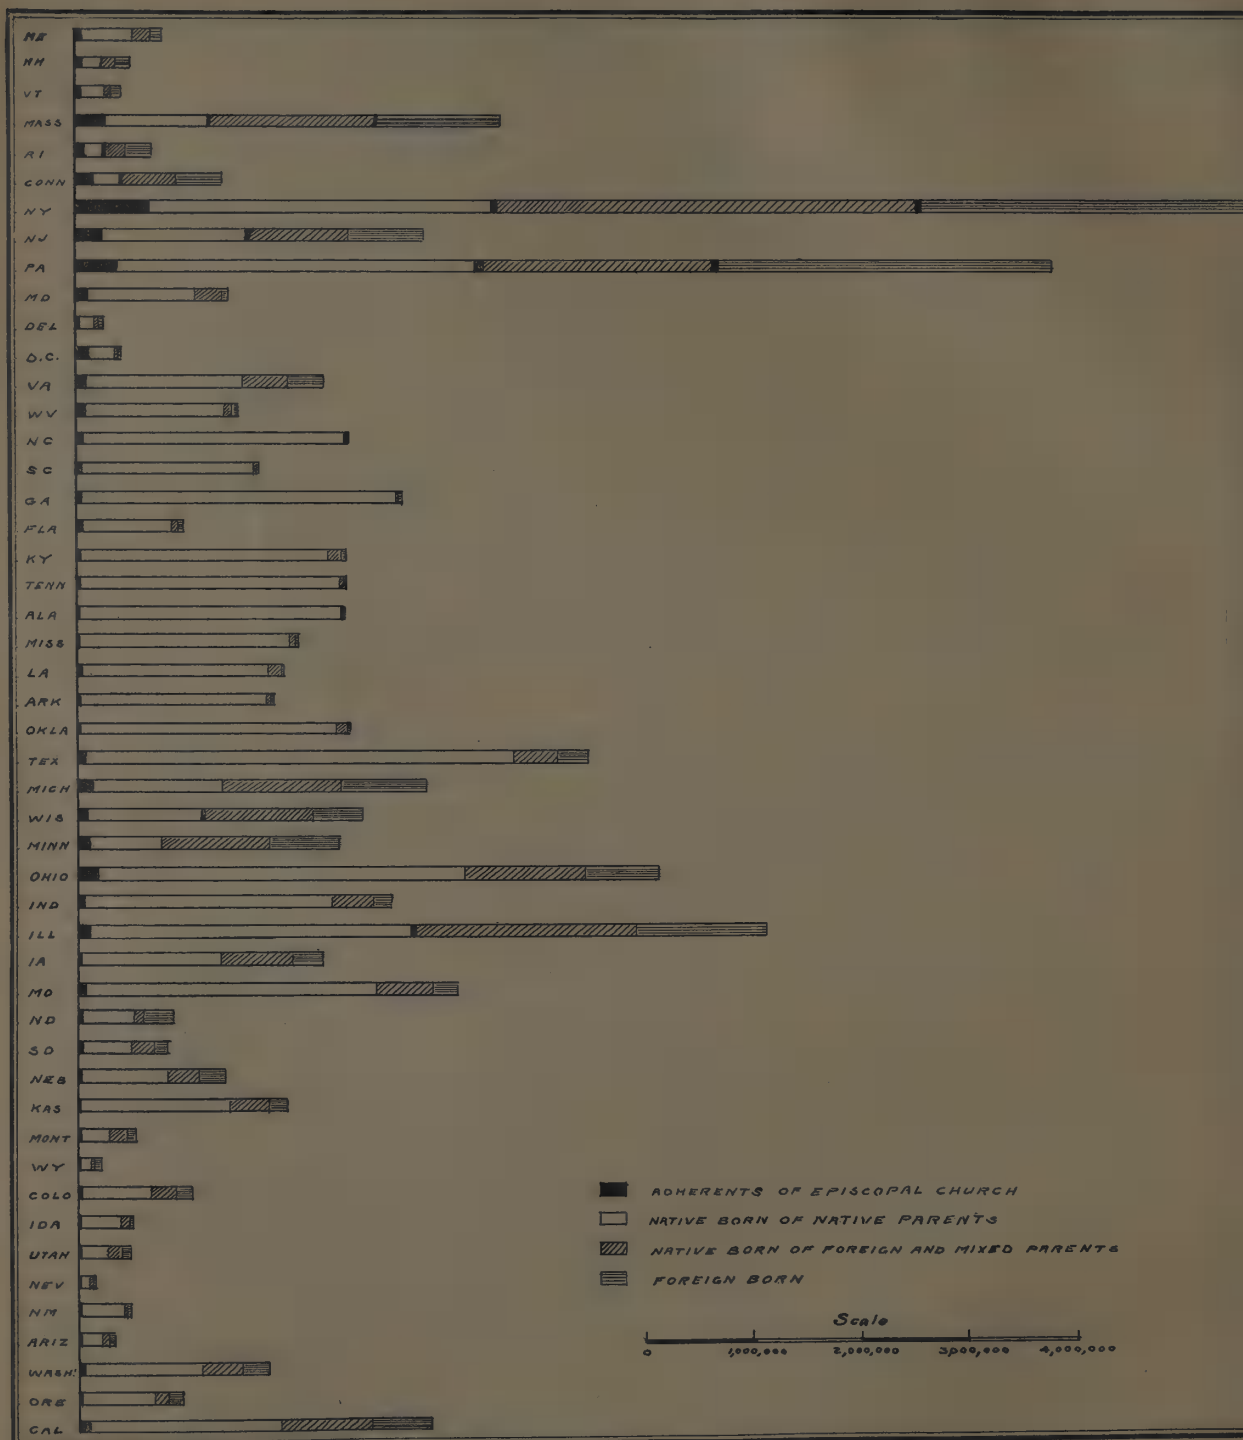 ME
NH
VT
MASS
RI
CONN
NY
NJ
PA
MD
DEL
D.C.
VA
WV
NC
SC
GA
FLA
KY
TENN
ALA
MISS
LA
ARK
OKLA
TEX
MICH
WIS
MINN
OHIO
IND
ILL
IA
MO
ND
SD
NEB
KAS
MONT
WY
COLO
IDA
UTAH
NEV
NM
ARIZ
WASH.
ORE
CAL
ADHERENTS OF EPISCOPAL CHURCH
NATIVE BORN OF NATIVE PARENTS
NATIVE BORN OF FOREIGN AND MIXED PARENTS
FOREIGN BORN
Scale
0 1,000,000 2,000,000 3,000,000 4,000,000